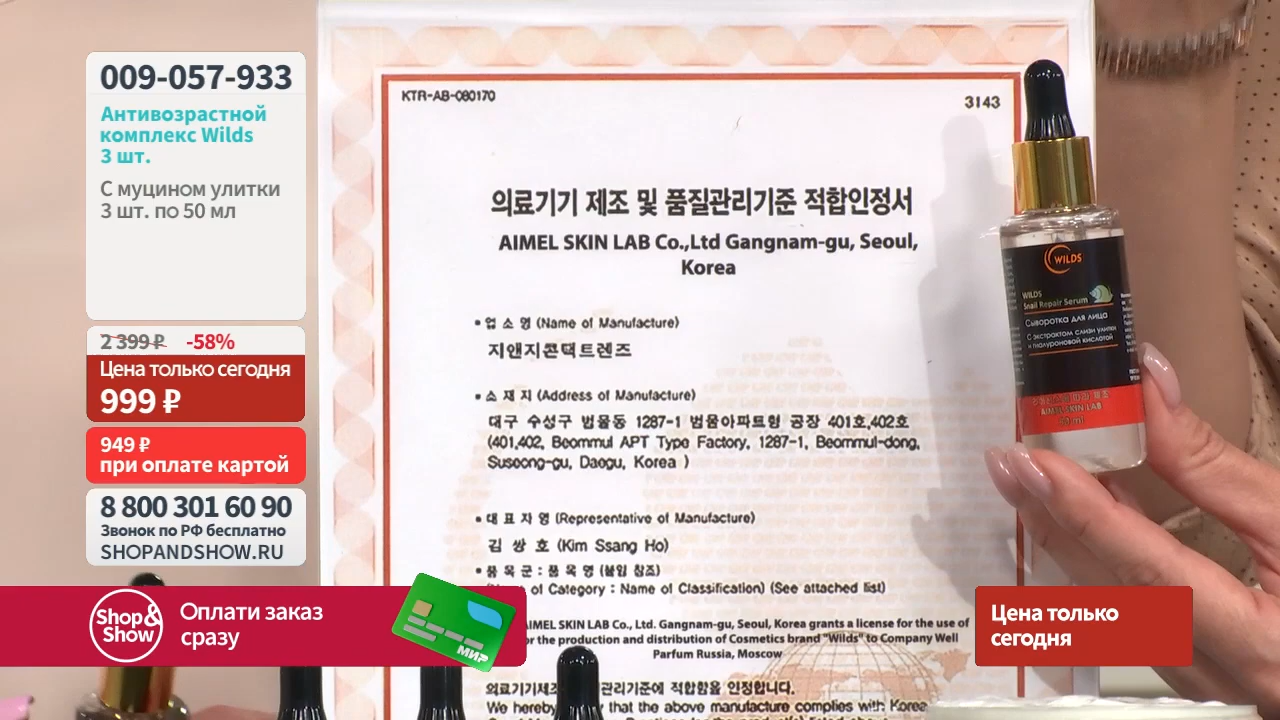 009-057-933
Антивозрастной
комплекс Wilds
3 шт.
С муцином улитки
3 шт. по 50 мл
2 399 ₽ -58%
Цена только сегодня
999 ₽
949 ₽
при оплате картой
8 800 301 60 90
Звонок по РФ бесплатно
SHOPANDSHOW.RU
Shop&
Show
Оплати заказ
сразу
МИР
Цена только
сегодня
KTR-AB-080170
3143
의료기기 제조 및 품질관리기준 적합인정서
AIMEL SKIN LAB Co.,Ltd Gangnam-gu, Seoul,
Korea
• 업 소 명 (Name of Manufacture)
지앤지콘택트렌즈
• 소 재 지 (Address of Manufacture)
대구 수성구 범물동 1287-1 범물아파트형 공장 401호,402호
(401,402, Beommul APT Type Factory, 1287-1, Beommul-dong,
Suseong-gu, Daegu, Korea )
• 대 표 자 명 (Representative of Manufacture)
김 쌍 호 (Kim Ssang Ho)
• 품 목 군 : 품 목 명 (붙임 참조)
of Category : Name of Classification) (See attached list)
AIMEL SKIN LAB Co., Ltd. Gangnam-gu, Seoul, Korea grants a license for the use of
or the production and distribution of Cosmetics brand "Wilds" to Company Well
Parfum Russia, Moscow
의료기기제조 관리기준에 적합함을 인정합니다.
We hereby that the above manufacture complies with Korea
WILDS
WILDS
Snail Repair Serum
Сыворотка для лица
С экстрактом слизи улитки
и гиалуроновой кислотой
AIMEL SKIN LAB
50 ml